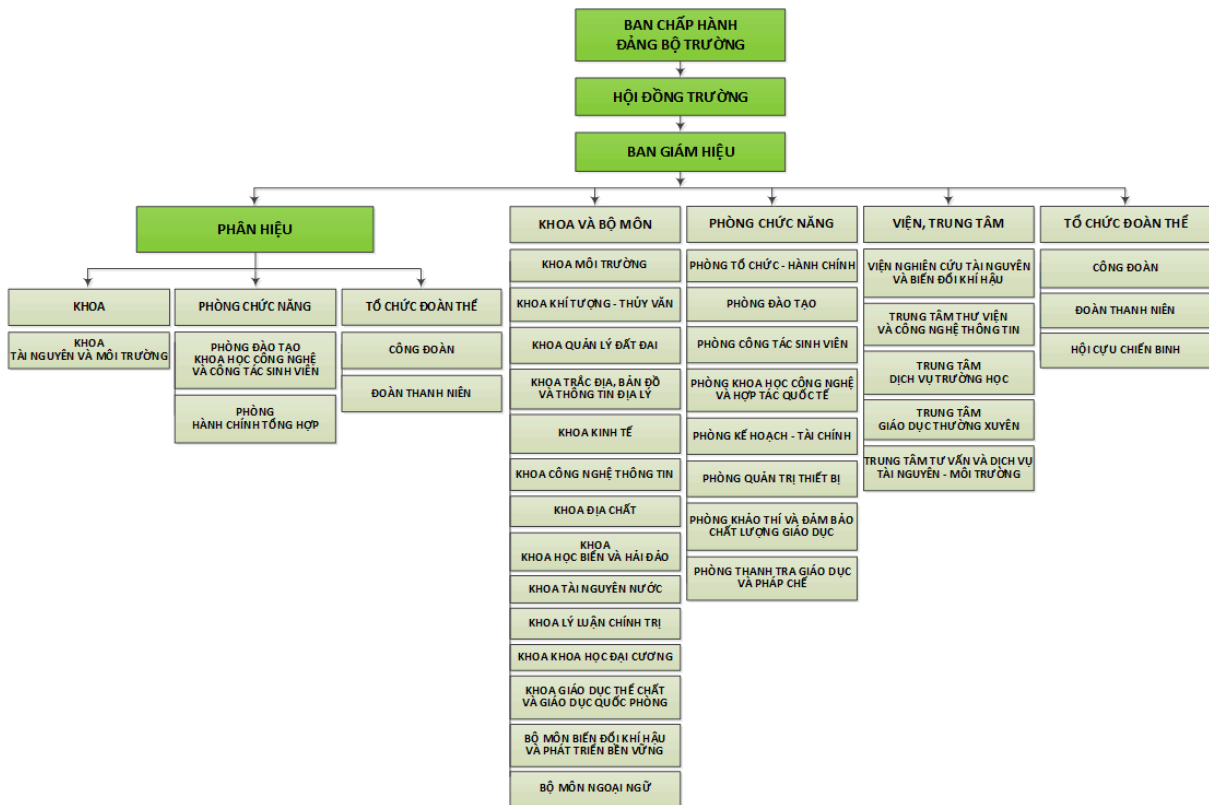 BAN CHẤP HÀNH
ĐẢNG BỘ TRƯỜNG
HỘI ĐỒNG TRƯỜNG
BAN GIÁM HIỆU
PHÂN HIỆU
KHOA
KHOA
TÀI NGUYÊN VÀ MÔI TRƯỜNG
PHÒNG CHỨC NĂNG
PHÒNG ĐÀO TẠO
KHOA HỌC CÔNG NGHỆ
VÀ CÔNG TÁC SINH VIÊN
PHÒNG
HÀNH CHÍNH TỔNG HỢP
TỔ CHỨC ĐOÀN THỂ
CÔNG ĐOÀN
ĐOÀN THANH NIÊN
KHOA VÀ BỘ MÔN
KHOA MÔI TRƯỜNG
KHOA KHÍ TƯỢNG - THỦY VĂN
KHOA QUẢN LÝ ĐẤT ĐAI
KHOA TRẮC ĐỊA, BẢN ĐỒ
VÀ THÔNG TIN ĐỊA LÝ
KHOA KINH TẾ
KHOA CÔNG NGHỆ THÔNG TIN
KHOA ĐỊA CHẤT
KHOA
KHOA HỌC BIỂN VÀ HẢI ĐẢO
KHOA TÀI NGUYÊN NƯỚC
KHOA LÝ LUẬN CHÍNH TRỊ
KHOA KHOA HỌC ĐẠI CƯƠNG
KHOA GIÁO DỤC THỂ CHẤT
VÀ GIÁO DỤC QUỐC PHÒNG
BỘ MÔN BIẾN ĐỔI KHÍ HẬU
VÀ PHÁT TRIỂN BỀN VỮNG
BỘ MÔN NGOẠI NGỮ
PHÒNG CHỨC NĂNG
PHÒNG TỔ CHỨC - HÀNH CHÍNH
PHÒNG ĐÀO TẠO
PHÒNG CÔNG TÁC SINH VIÊN
PHÒNG KHOA HỌC CÔNG NGHỆ
VÀ HỢP TÁC QUỐC TẾ
PHÒNG KẾ HOẠCH - TÀI CHÍNH
PHÒNG QUẢN TRỊ THIẾT BỊ
PHÒNG KHẢO THÍ VÀ ĐẢM BẢO
CHẤT LƯỢNG GIÁO DỤC
PHÒNG THANH TRA GIÁO DỤC
VÀ PHÁP CHẾ
VIỆN, TRUNG TÂM
VIỆN NGHIÊN CỨU TÀI NGUYÊN
VÀ BIẾN ĐỔI KHÍ HẬU
TRUNG TÂM THƯ VIỆN
VÀ CÔNG NGHỆ THÔNG TIN
TRUNG TÂM
DỊCH VỤ TRƯỜNG HỌC
TRUNG TÂM
GIÁO DỤC THƯỜNG XUYÊN
TRUNG TÂM TƯ VẤN VÀ DỊCH VỤ
TÀI NGUYÊN - MÔI TRƯỜNG
TỔ CHỨC ĐOÀN THỂ
CÔNG ĐOÀN
ĐOÀN THANH NIÊN
HỘI CỰU CHIẾN BINH